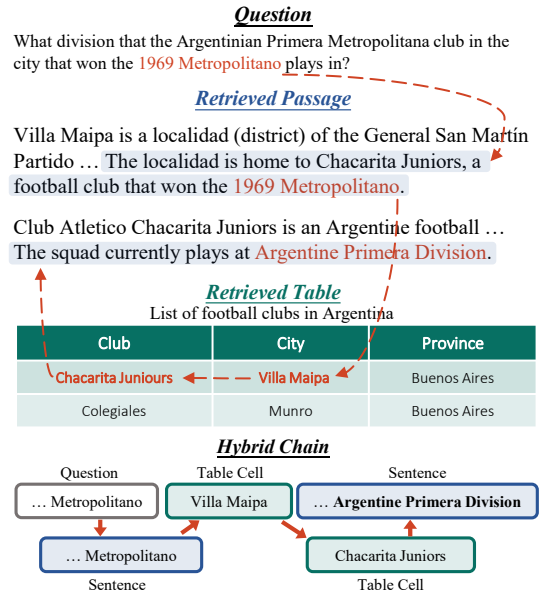 Question
What division that the Argentinian Primera Metropolitana club in the
city that won the 1969 Metropolitano plays in?
Retrieved Passage
Villa Maipa is a localidad (district) of the General San Martín
Partido … The localidad is home to Chacarita Juniors, a
football club that won the 1969 Metropolitano.
Club Atletico Chacarita Juniors is an Argentine football …
The squad currently plays at Argentine Primera Division.
Retrieved Table
List of football clubs in Argentina
Club City Province
Chacarita Juniours Villa Maipa Buenos Aires
Colegiales Munro Buenos Aires
Hybrid Chain
Question Table Cell Sentence
… Metropolitano Villa Maipa … Argentine Primera Division
… Metropolitano Chacarita Juniors
Sentence Table Cell